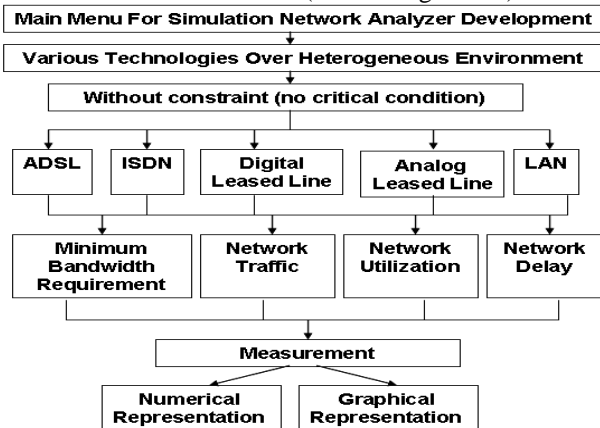 Main Menu For Simulation Network Analyzer Development
Various Technologies Over Heterogeneous Environment
Without constraint (no critical condition)
ADSL
ISDN
Digital
Leased Line
Analog
Leased Line
LAN
Minimum
Bandwidth
Requirement
Network
Traffic
Network
Utilization
Network
Delay
Measurement
Numerical
Representation
Graphical
Representation